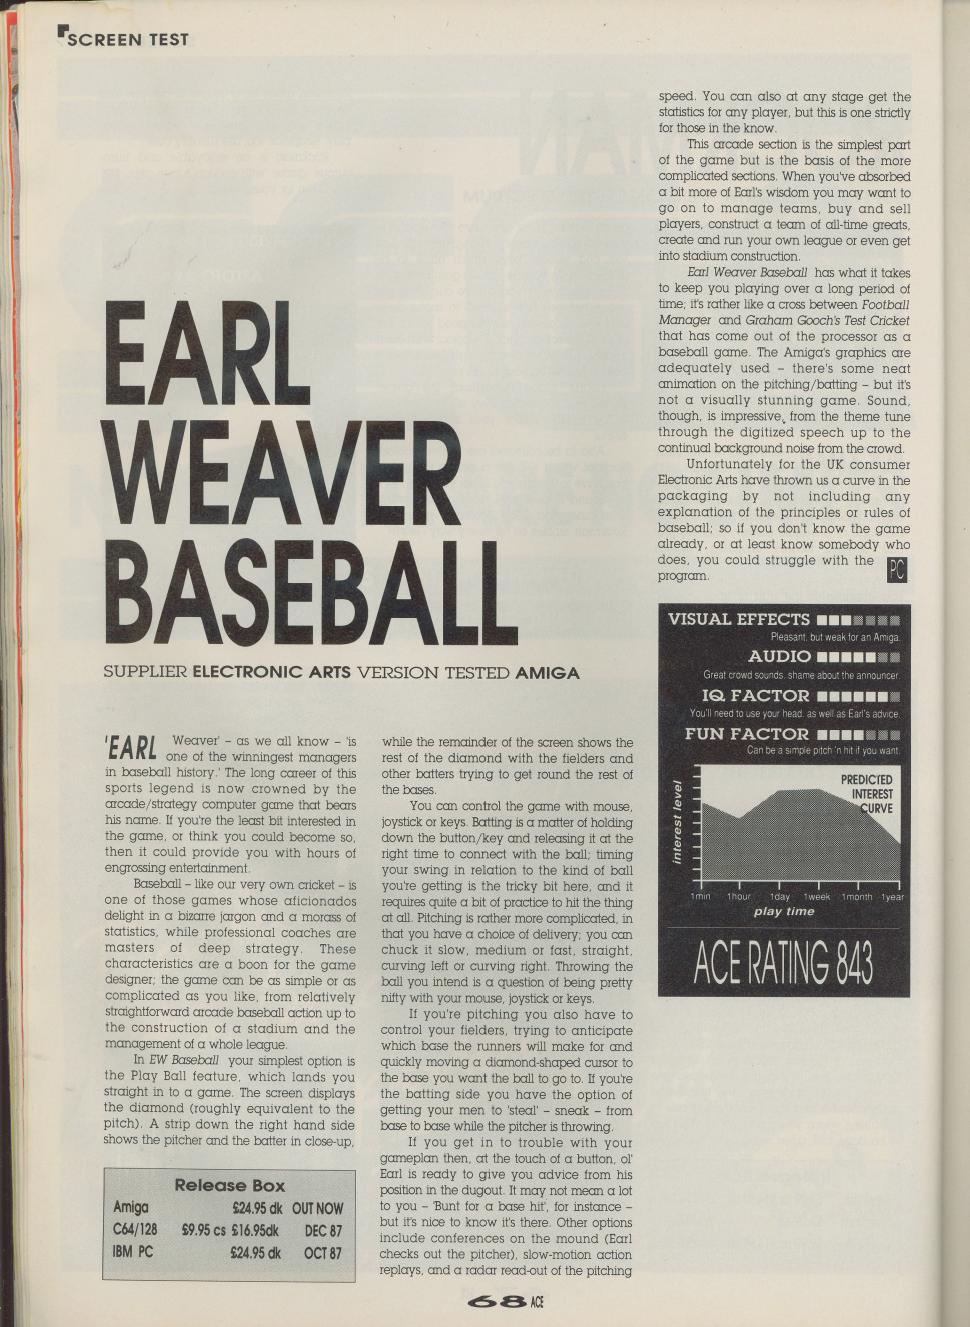 SCREEN TEST
EARL
WEAVER
BASEBALL
SUPPLIER ELECTRONIC ARTS VERSION TESTED AMIGA
'EARL Weaver' – as we all know – 'is
one of the winningest managers
in baseball history.' The long career of this
sports legend is now crowned by the
arcade/strategy computer game that bears
his name. If you're the least bit interested in
the game, or think you could become so,
then it could provide you with hours of
engrossing entertainment.
Baseball – like our very own cricket – is
one of those games whose aficionados
delight in a bizarre jargon and a morass of
statistics, while professional coaches are
masters of deep strategy. These
characteristics are a boon for the game
designer; the game can be as simple or as
complicated as you like, from relatively
straightforward arcade baseball action up to
the construction of a stadium and the
management of a whole league.
In EW Baseball your simplest option is
the Play Ball feature, which lands you
straight in to a game. The screen displays
the diamond (roughly equivalent to the
pitch). A strip down the right hand side
shows the pitcher and the batter in close-up,
Release Box
Amiga £24.95 dk OUT NOW
C64/128 £9.95 cs £16.95dk DEC 87
IBM PC £24.95 dk OCT 87
while the remainder of the screen shows the
rest of the diamond with the fielders and
other batters trying to get round the rest of
the bases.
You can control the game with mouse,
joystick or keys. Batting is a matter of holding
down the button/key and releasing it at the
right time to connect with the ball; timing
your swing in relation to the kind of ball
you're getting is the tricky bit here, and it
requires quite a bit of practice to hit the thing
at all. Pitching is rather more complicated, in
that you have a choice of delivery; you can
chuck it slow, medium or fast, straight,
curving left or curving right. Throwing the
ball you intend is a question of being pretty
nifty with your mouse, joystick or keys.
If you're pitching you also have to
control your fielders, trying to anticipate
which base the runners will make for and
quickly moving a diamond-shaped cursor to
the base you want the ball to go to. If you're
the batting side you have the option of
getting your men to 'steal' – sneak – from
base to base while the pitcher is throwing.
If you get in to trouble with your
gameplan then, at the touch of a button, ol'
Earl is ready to give you advice from his
position in the dugout. It may not mean a lot
to you – 'Bunt for a base hit', for instance –
but it's nice to know it's there. Other options
include conferences on the mound (Earl
checks out the pitcher), slow-motion action
replays, and a radar read-out of the pitching
speed. You can also at any stage get the
statistics for any player, but this is one strictly
for those in the know.
This arcade section is the simplest part
of the game but is the basis of the more
complicated sections. When you've absorbed
a bit more of Earl's wisdom you may want to
go on to manage teams, buy and sell
players, construct a team of all-time greats,
create and run your own league or even get
into stadium construction.
Earl Weaver Baseball has what it takes
to keep you playing over a long period of
time; it's rather like a cross between Football
Manager and Graham Gooch's Test Cricket
that has come out of the processor as a
baseball game. The Amiga's graphics are
adequately used – there's some neat
animation on the pitching/batting – but it's
not a visually stunning game. Sound,
though, is impressive, from the theme tune
through the digitized speech up to the
continual background noise from the crowd.
Unfortunately for the UK consumer
Electronic Arts have thrown us a curve in the
packaging by not including any
explanation of the principles or rules of
baseball; so if you don't know the game
already, or at least know somebody who
does, you could struggle with the
program. PC
VISUAL EFFECTS
Pleasant, but weak for an Amiga.
AUDIO
Great crowd sounds, shame about the announcer.
IQ FACTOR
You'll need to use your head, as well as Earl's advice.
FUN FACTOR
Can be a simple pitch 'n hit if you want.
PREDICTED
INTEREST
CURVE
interest level
1min 1hour 1day 1week 1month 1year
play time
ACE RATING 843
68 ACE